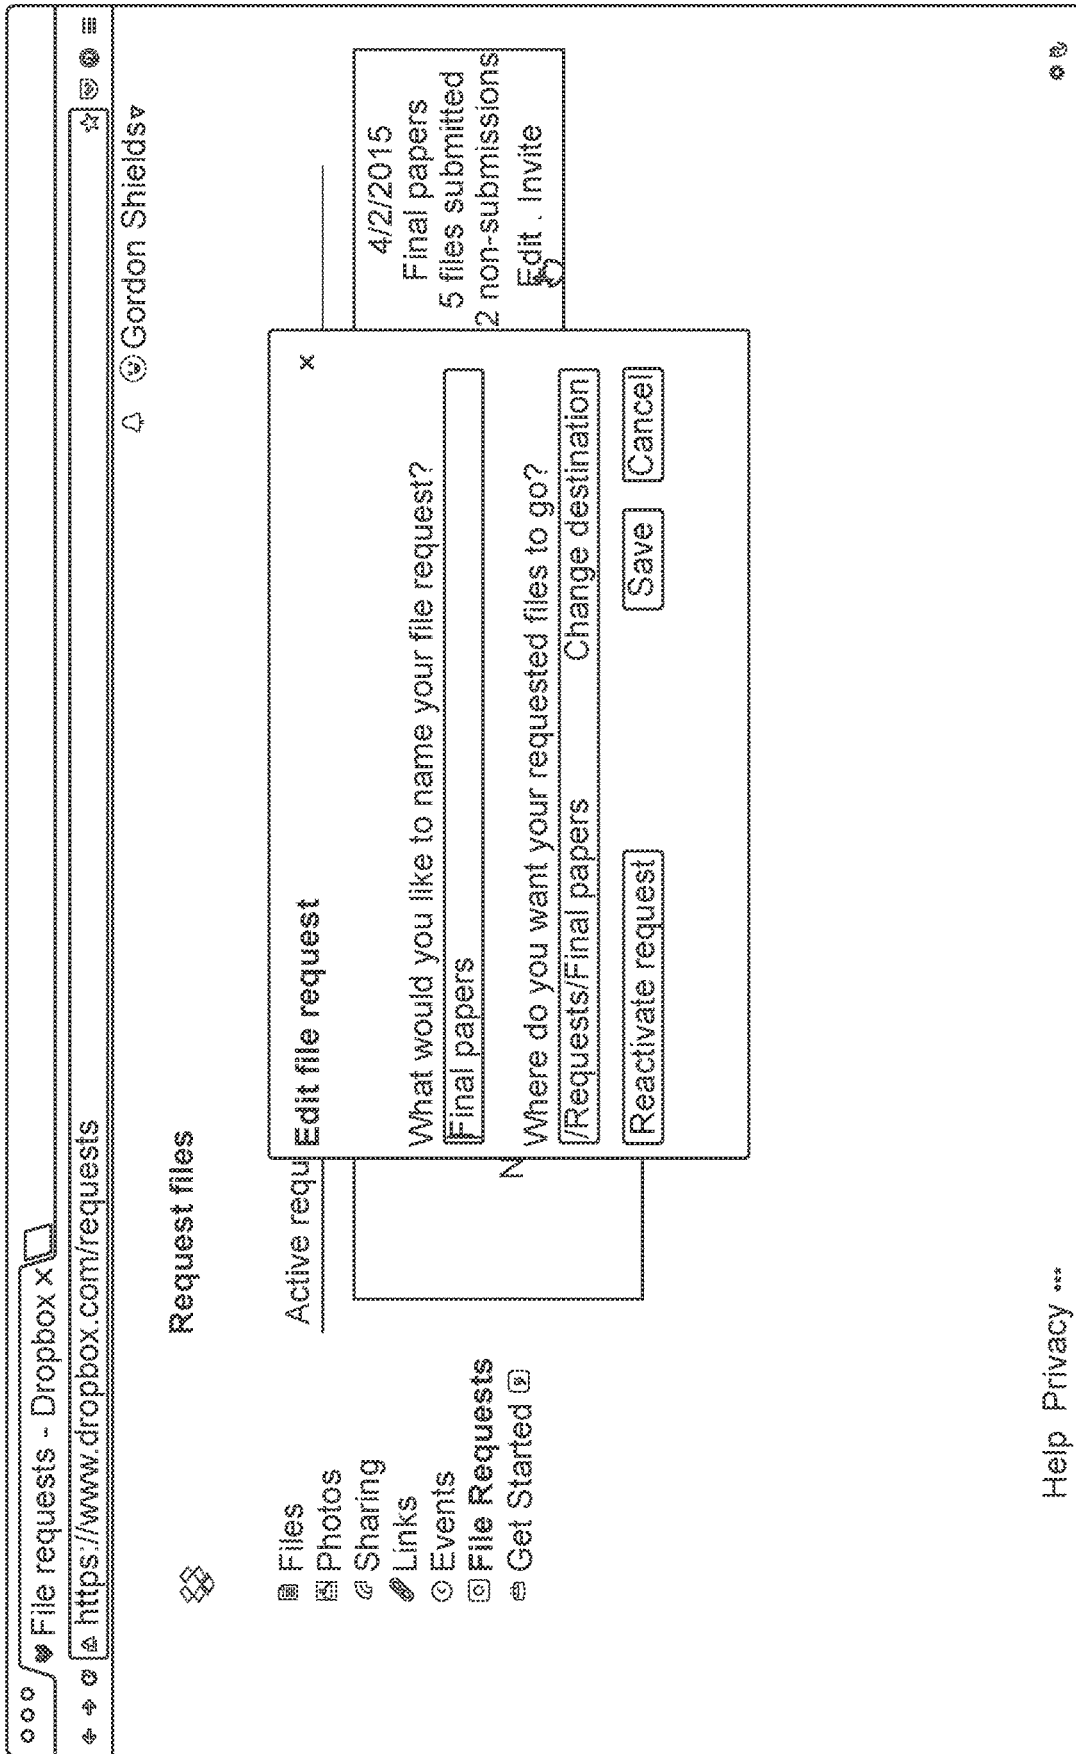 File requests - Dropbox x
https://www.dropbox.com/requests
Gordon Shields
Request files
Files
Photos
Sharing
Links
Events
File Requests
Get Started
Active requ
N
4/2/2015
Final papers
5 files submitted
2 non-submissions
Edit . Invite
Edit file request x
What would you like to name your file request?
Final papers
Where do you want your requested files to go?
/Requests/Final papers Change destination
Reactivate request Save Cancel
Help Privacy •••